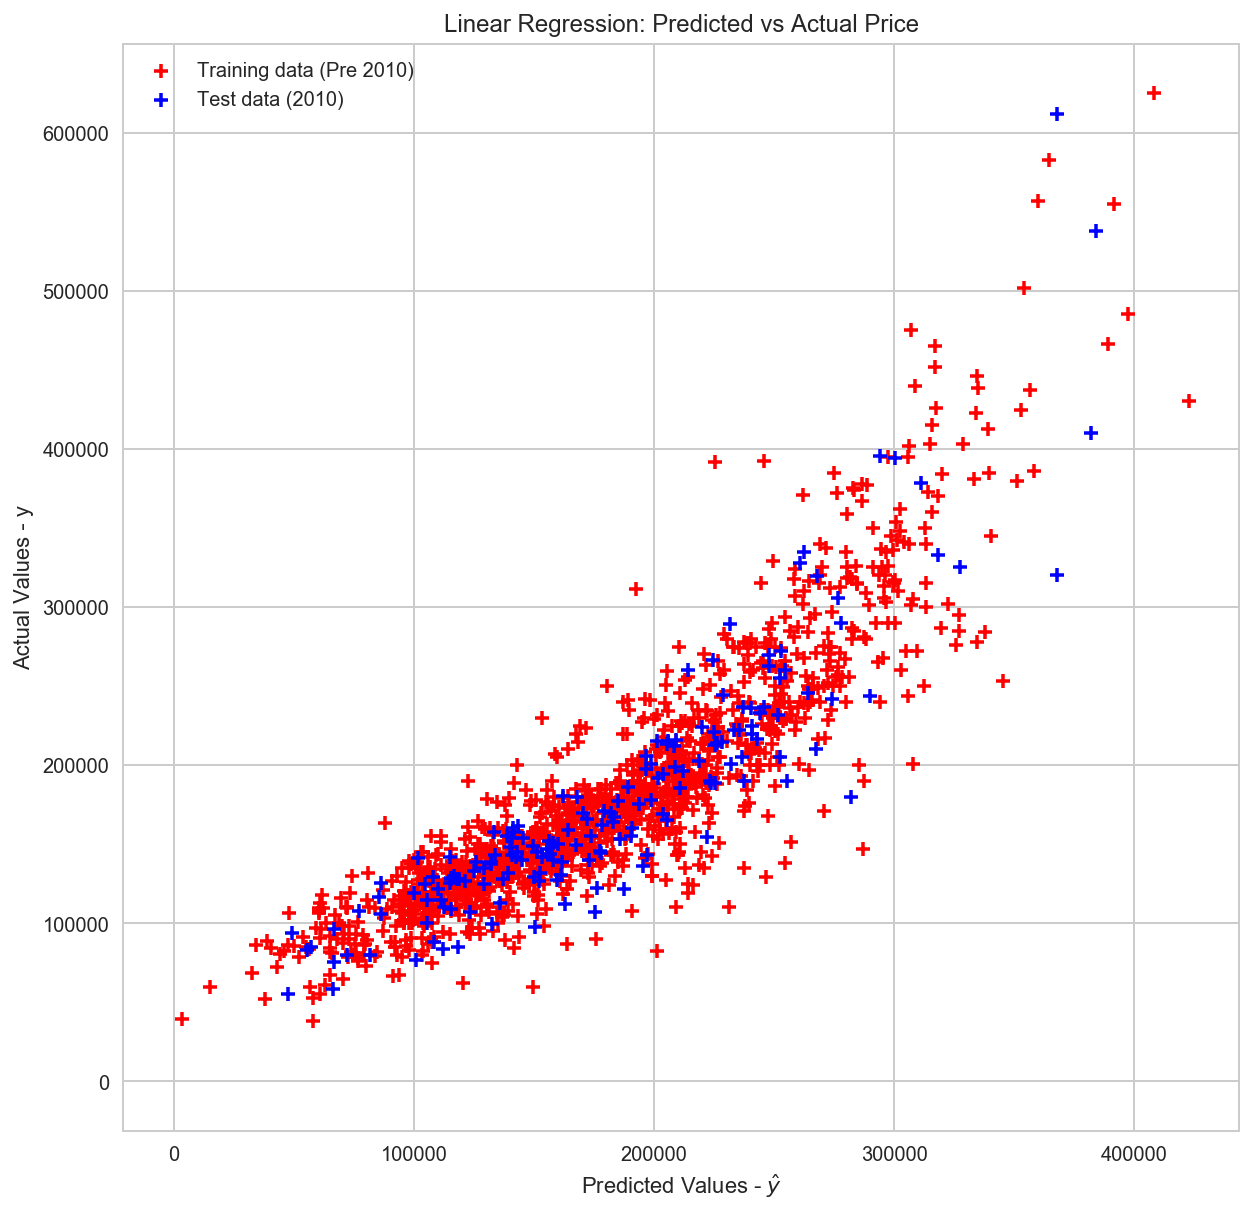 Linear Regression: Predicted vs Actual Price
Training data (Pre 2010)
Test data (2010)
600000
500000
400000
300000
200000
100000
0
Actual Values - y
0
100000
200000
300000
400000
Predicted Values - ŷ